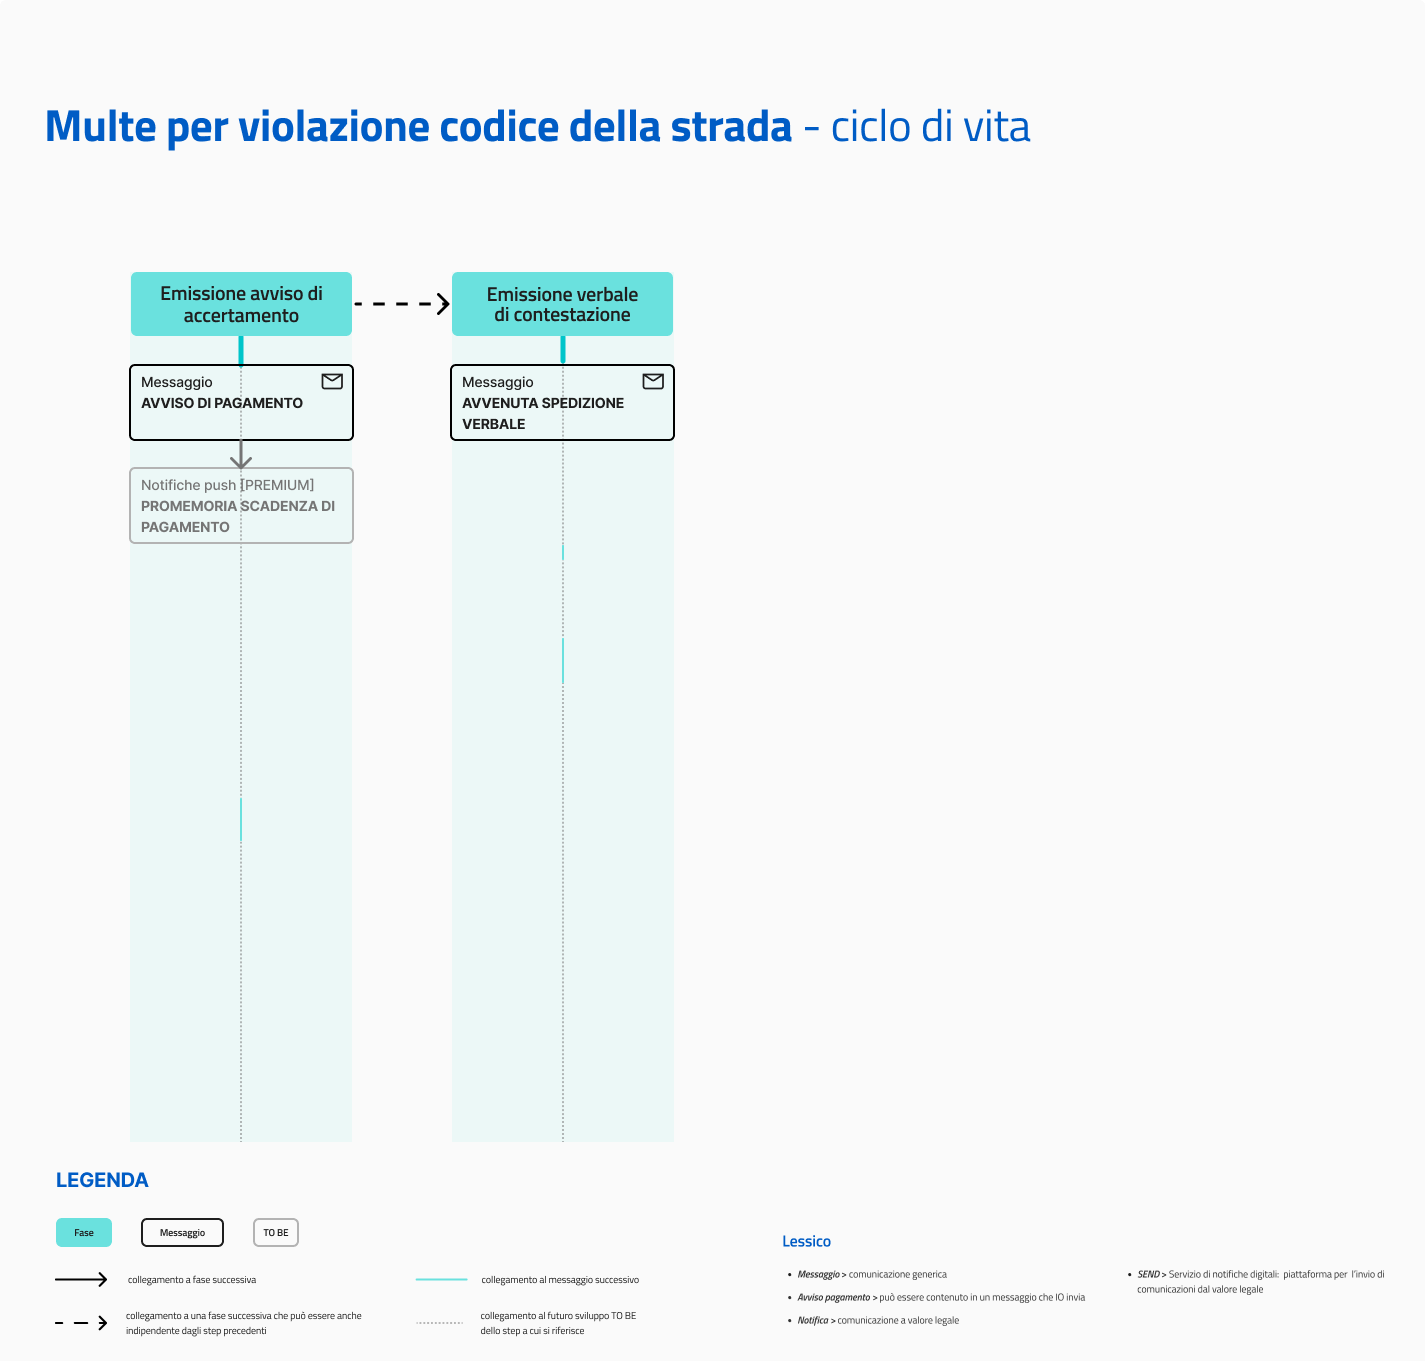 Multe per violazione codice della strada - ciclo di vita
Emissione avviso di
accertamento
Emissione verbale
di contestazione
Messaggio
AVVISO DI PAGAMENTO
Messaggio
AVVENUTA SPEDIZIONE
VERBALE
Notifiche push [PREMIUM]
PROMEMORIA SCADENZA DI
PAGAMENTO
LEGENDA
Fase
Messaggio
TO BE
collegamento a fase successiva
collegamento al messaggio successivo
collegamento a una fase successiva che può essere anche
indipendente dagli step precedenti
collegamento al futuro sviluppo TO BE
dello step a cui si riferisce
Lessico
• Messaggio > comunicazione generica
• Avviso pagamento > può essere contenuto in un messaggio che IO invia
• Notifica > comunicazione a valore legale
• SEND > Servizio di notifiche digitali: piattaforma per l'invio di
comunicazioni dal valore legale